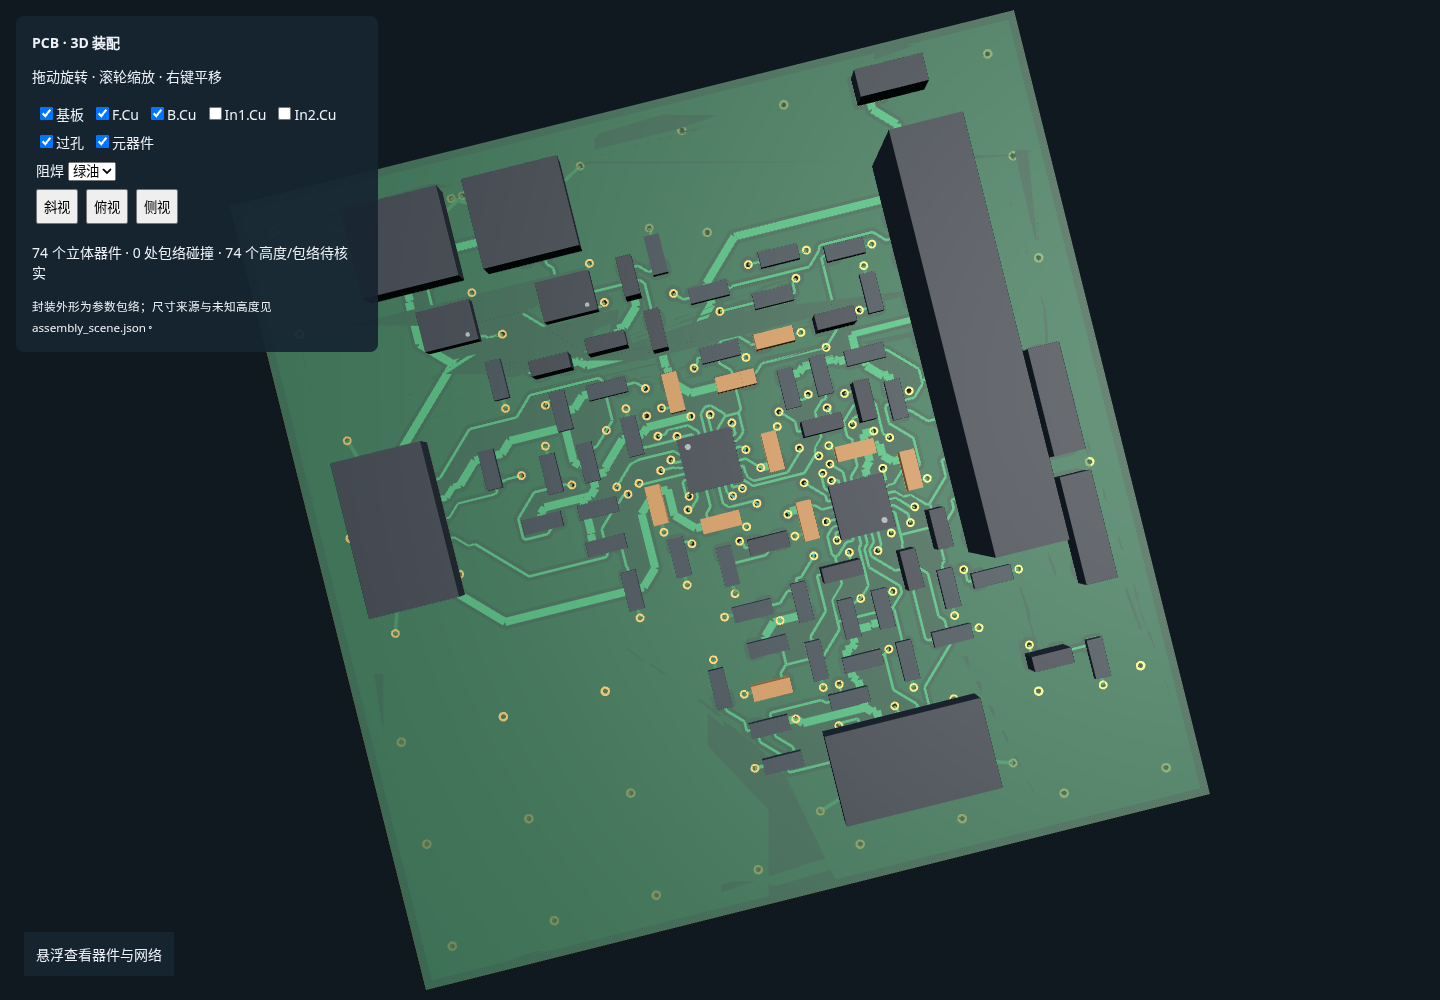 PCB · 3D 装配
拖动旋转 · 滚轮缩放 · 右键平移
基板 F.Cu B.Cu In1.Cu In2.Cu
过孔 元器件
阻焊 绿油
斜视 俯视 侧视
74 个立体器件 · 0 处包络碰撞 · 74 个高度/包络待核
实
封装外形为参数包络；尺寸来源与未知高度见
assembly_scene.json。
悬浮查看器件与网络